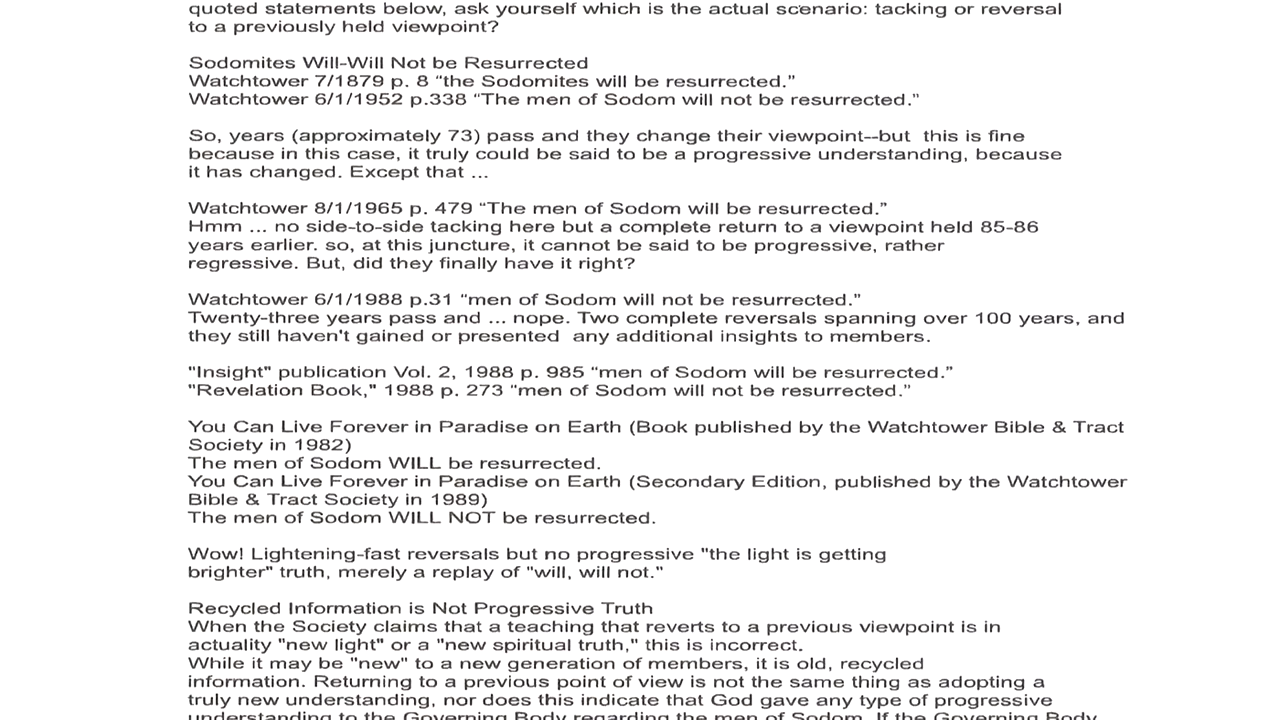 quoted statements below, ask yourself which is the actual scenario: tacking or reversal
to a previously held viewpoint?
Sodomites Will-Will Not be Resurrected
Watchtower 7/1879 p. 8 “the Sodomites will be resurrected.”
Watchtower 6/1/1952 p.338 “The men of Sodom will not be resurrected.”
So, years (approximately 73) pass and they change their viewpoint--but  this is fine
because in this case, it truly could be said to be a progressive understanding, because
it has changed. Except that ...
Watchtower 8/1/1965 p. 479 “The men of Sodom will be resurrected.”
Hmm ... no side-to-side tacking here but a complete return to a viewpoint held 85-86
years earlier. so, at this juncture, it cannot be said to be progressive, rather
regressive. But, did they finally have it right?
Watchtower 6/1/1988 p.31 “men of Sodom will not be resurrected.”
Twenty-three years pass and ... nope. Two complete reversals spanning over 100 years, and
they still haven't gained or presented  any additional insights to members.
"Insight" publication Vol. 2, 1988 p. 985 “men of Sodom will be resurrected.”
"Revelation Book," 1988 p. 273 “men of Sodom will not be resurrected.”
You Can Live Forever in Paradise on Earth (Book published by the Watchtower Bible & Tract
Society in 1982)
The men of Sodom WILL be resurrected.
You Can Live Forever in Paradise on Earth (Secondary Edition, published by the Watchtower
Bible & Tract Society in 1989)
The men of Sodom WILL NOT be resurrected.
Wow! Lightening-fast reversals but no progressive "the light is getting
brighter" truth, merely a replay of "will, will not."
Recycled Information is Not Progressive Truth
When the Society claims that a teaching that reverts to a previous viewpoint is in
actuality "new light" or a "new spiritual truth," this is incorrect.
While it may be "new" to a new generation of members, it is old, recycled
information. Returning to a previous point of view is not the same thing as adopting a
truly new understanding, nor does this indicate that God gave any type of progressive
understanding to the Governing Body regarding the men of Sodom. If the Governing Body